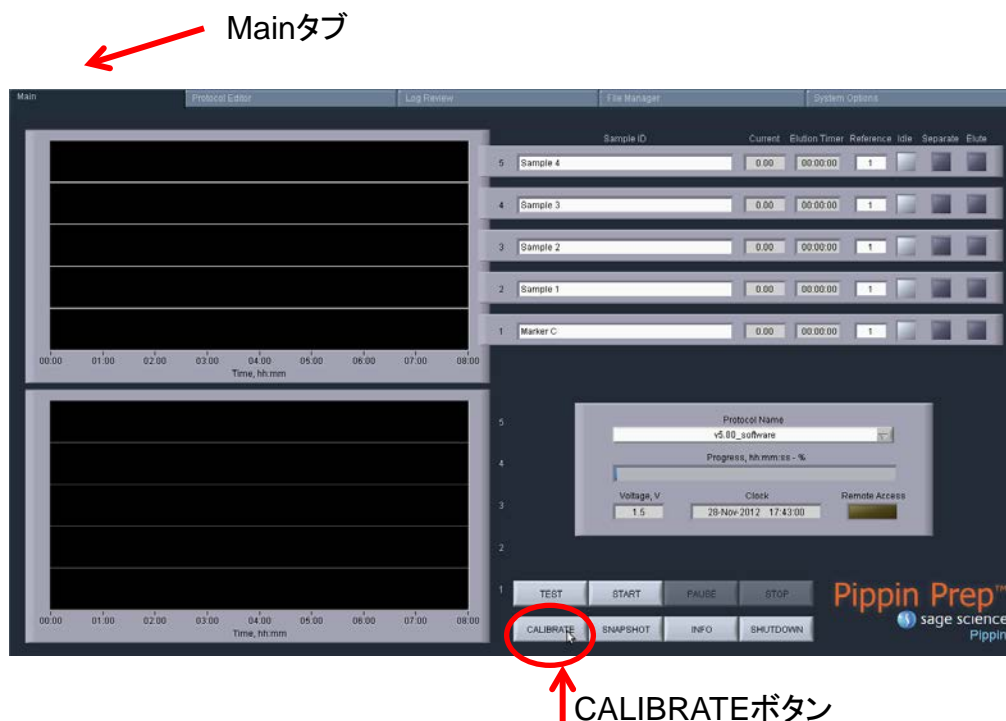 Mainタブ
Main Protocol Editor Log Review File Manager System Options
Sample ID Current Elution Timer Reference Idle Separate Elute
5 Sample 4 0.00 00:00:00 1
4 Sample 3 0.00 00:00:00 1
3 Sample 2 0.00 00:00:00 1
2 Sample 1 0.00 00:00:00 1
1 Marker C 0.00 00:00:00 1
00:00 01:00 02:00 03:00 04:00 05:00 06:00 07:00 08:00
Time, hh:mm
5
4
3
2
1
Protocol Name
v5.80_software
Progress, hh:mm:ss - %
Voltage, V Clock Remote Access
1.5 28-Nov-2012 17:43:00
TEST START PAUSE STOP
CALIBRATE SNAPSHOT INFO SHUTDOWN
Pippin Prep™
sage science
Pippin
00:00 01:00 02:00 03:00 04:00 05:00 06:00 07:00 08:00
Time, hh:mm
CALIBRATEボタン